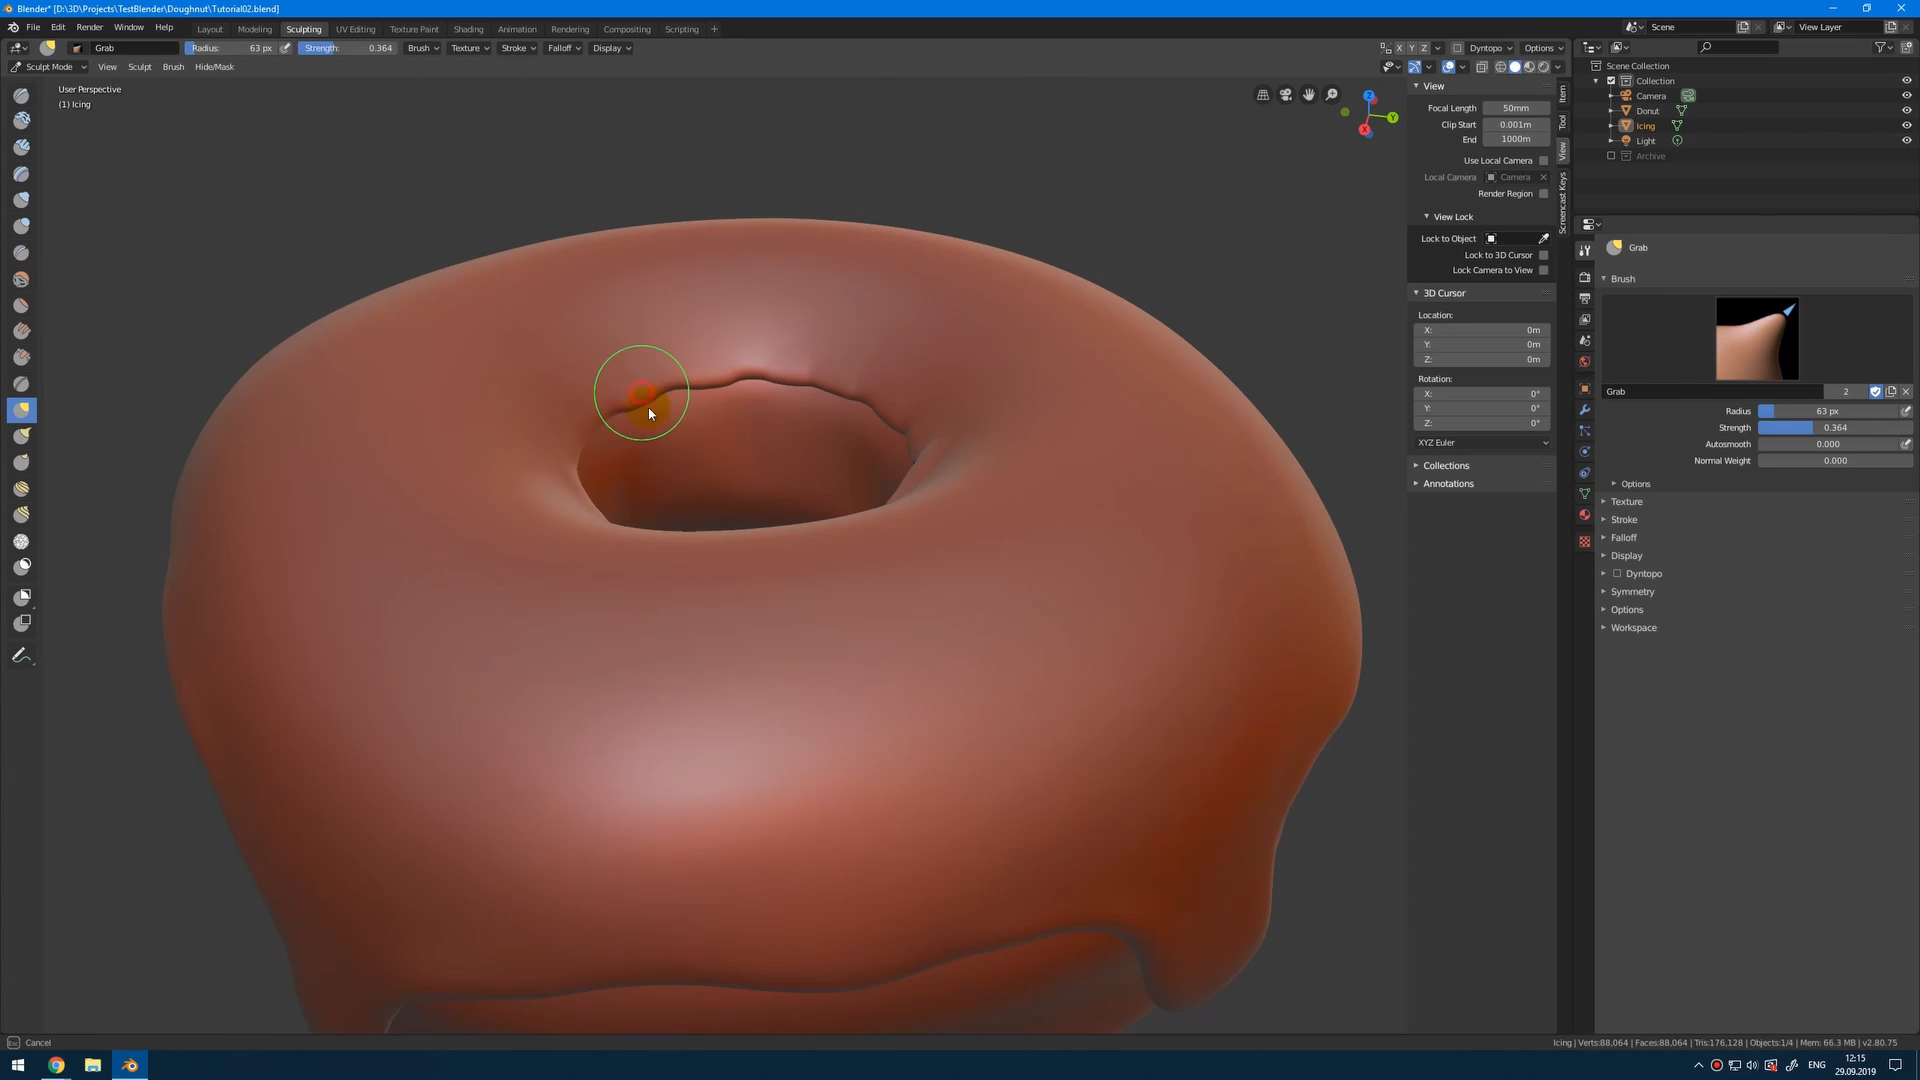 Blender* [D:\3D\Projects\TestBlender\Doughnut\Tutorial02.blend]
File Edit Render Window Help Layout Modeling Sculpting UV Editing Texture Paint Shading Animation Rendering Compositing Scripting + Scene View Layer
Grab Radius: 63 px Strength: 0.364 Brush Texture Stroke Falloff Display X Y Z Dyntopo Options
Sculpt Mode View Sculpt Brush Hide/Mask
User Perspective
(1) Icing
Z
Y
X
View
Focal Length 50mm
Clip Start 0.001m
End 1000m
Use Local Camera
Local Camera Camera
Render Region
View Lock
Lock to Object
Lock to 3D Cursor
Lock Camera to View
3D Cursor
Location:
X: 0m
Y: 0m
Z: 0m
Rotation:
X: 0°
Y: 0°
Z: 0°
XYZ Euler
Collections
Annotations
Item
Tool
View
Screencast Keys
Scene Collection
Collection
Camera
Donut
Icing
Light
Archive
Grab
Brush
Grab 2
Radius 63 px
Strength 0.364
Autosmooth 0.000
Normal Weight 0.000
Options
Texture
Stroke
Falloff
Display
Dyntopo
Symmetry
Options
Workspace
Esc Cancel
Icing | Verts:88,064 | Faces:88,064 | Tris:176,128 | Objects:1/4 | Mem: 66.3 MB | v2.80.75
ENG
12:15
29.09.2019